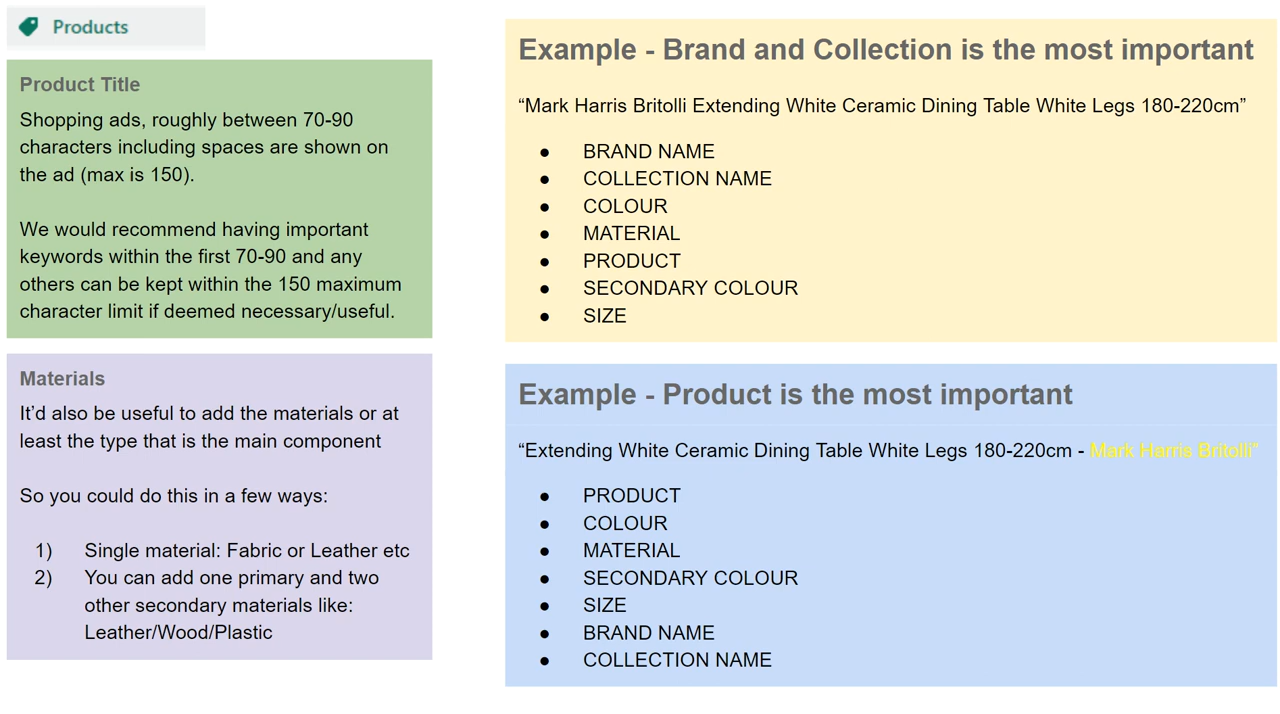 Products
Product Title
Shopping ads, roughly between 70-90
characters including spaces are shown on
the ad (max is 150).
We would recommend having important
keywords within the first 70-90 and any
others can be kept within the 150 maximum
character limit if deemed necessary/useful.
Materials
It’d also be useful to add the materials or at
least the type that is the main component
So you could do this in a few ways:
1) Single material: Fabric or Leather etc
2) You can add one primary and two
other secondary materials like:
Leather/Wood/Plastic
Example - Brand and Collection is the most important
“Mark Harris Britolli Extending White Ceramic Dining Table White Legs 180-220cm”
● BRAND NAME
● COLLECTION NAME
● COLOUR
● MATERIAL
● PRODUCT
● SECONDARY COLOUR
● SIZE
Example - Product is the most important
“Extending White Ceramic Dining Table White Legs 180-220cm - Mark Harris Britolli”
● PRODUCT
● COLOUR
● MATERIAL
● SECONDARY COLOUR
● SIZE
● BRAND NAME
● COLLECTION NAME